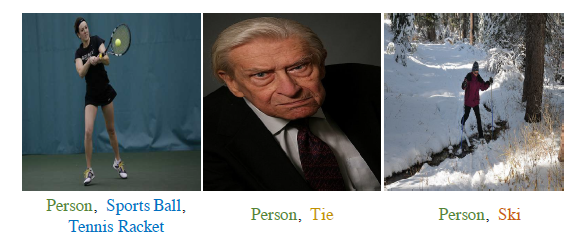 Person, Sports Ball,
Tennis Racket
Person, Tie
Person, Ski